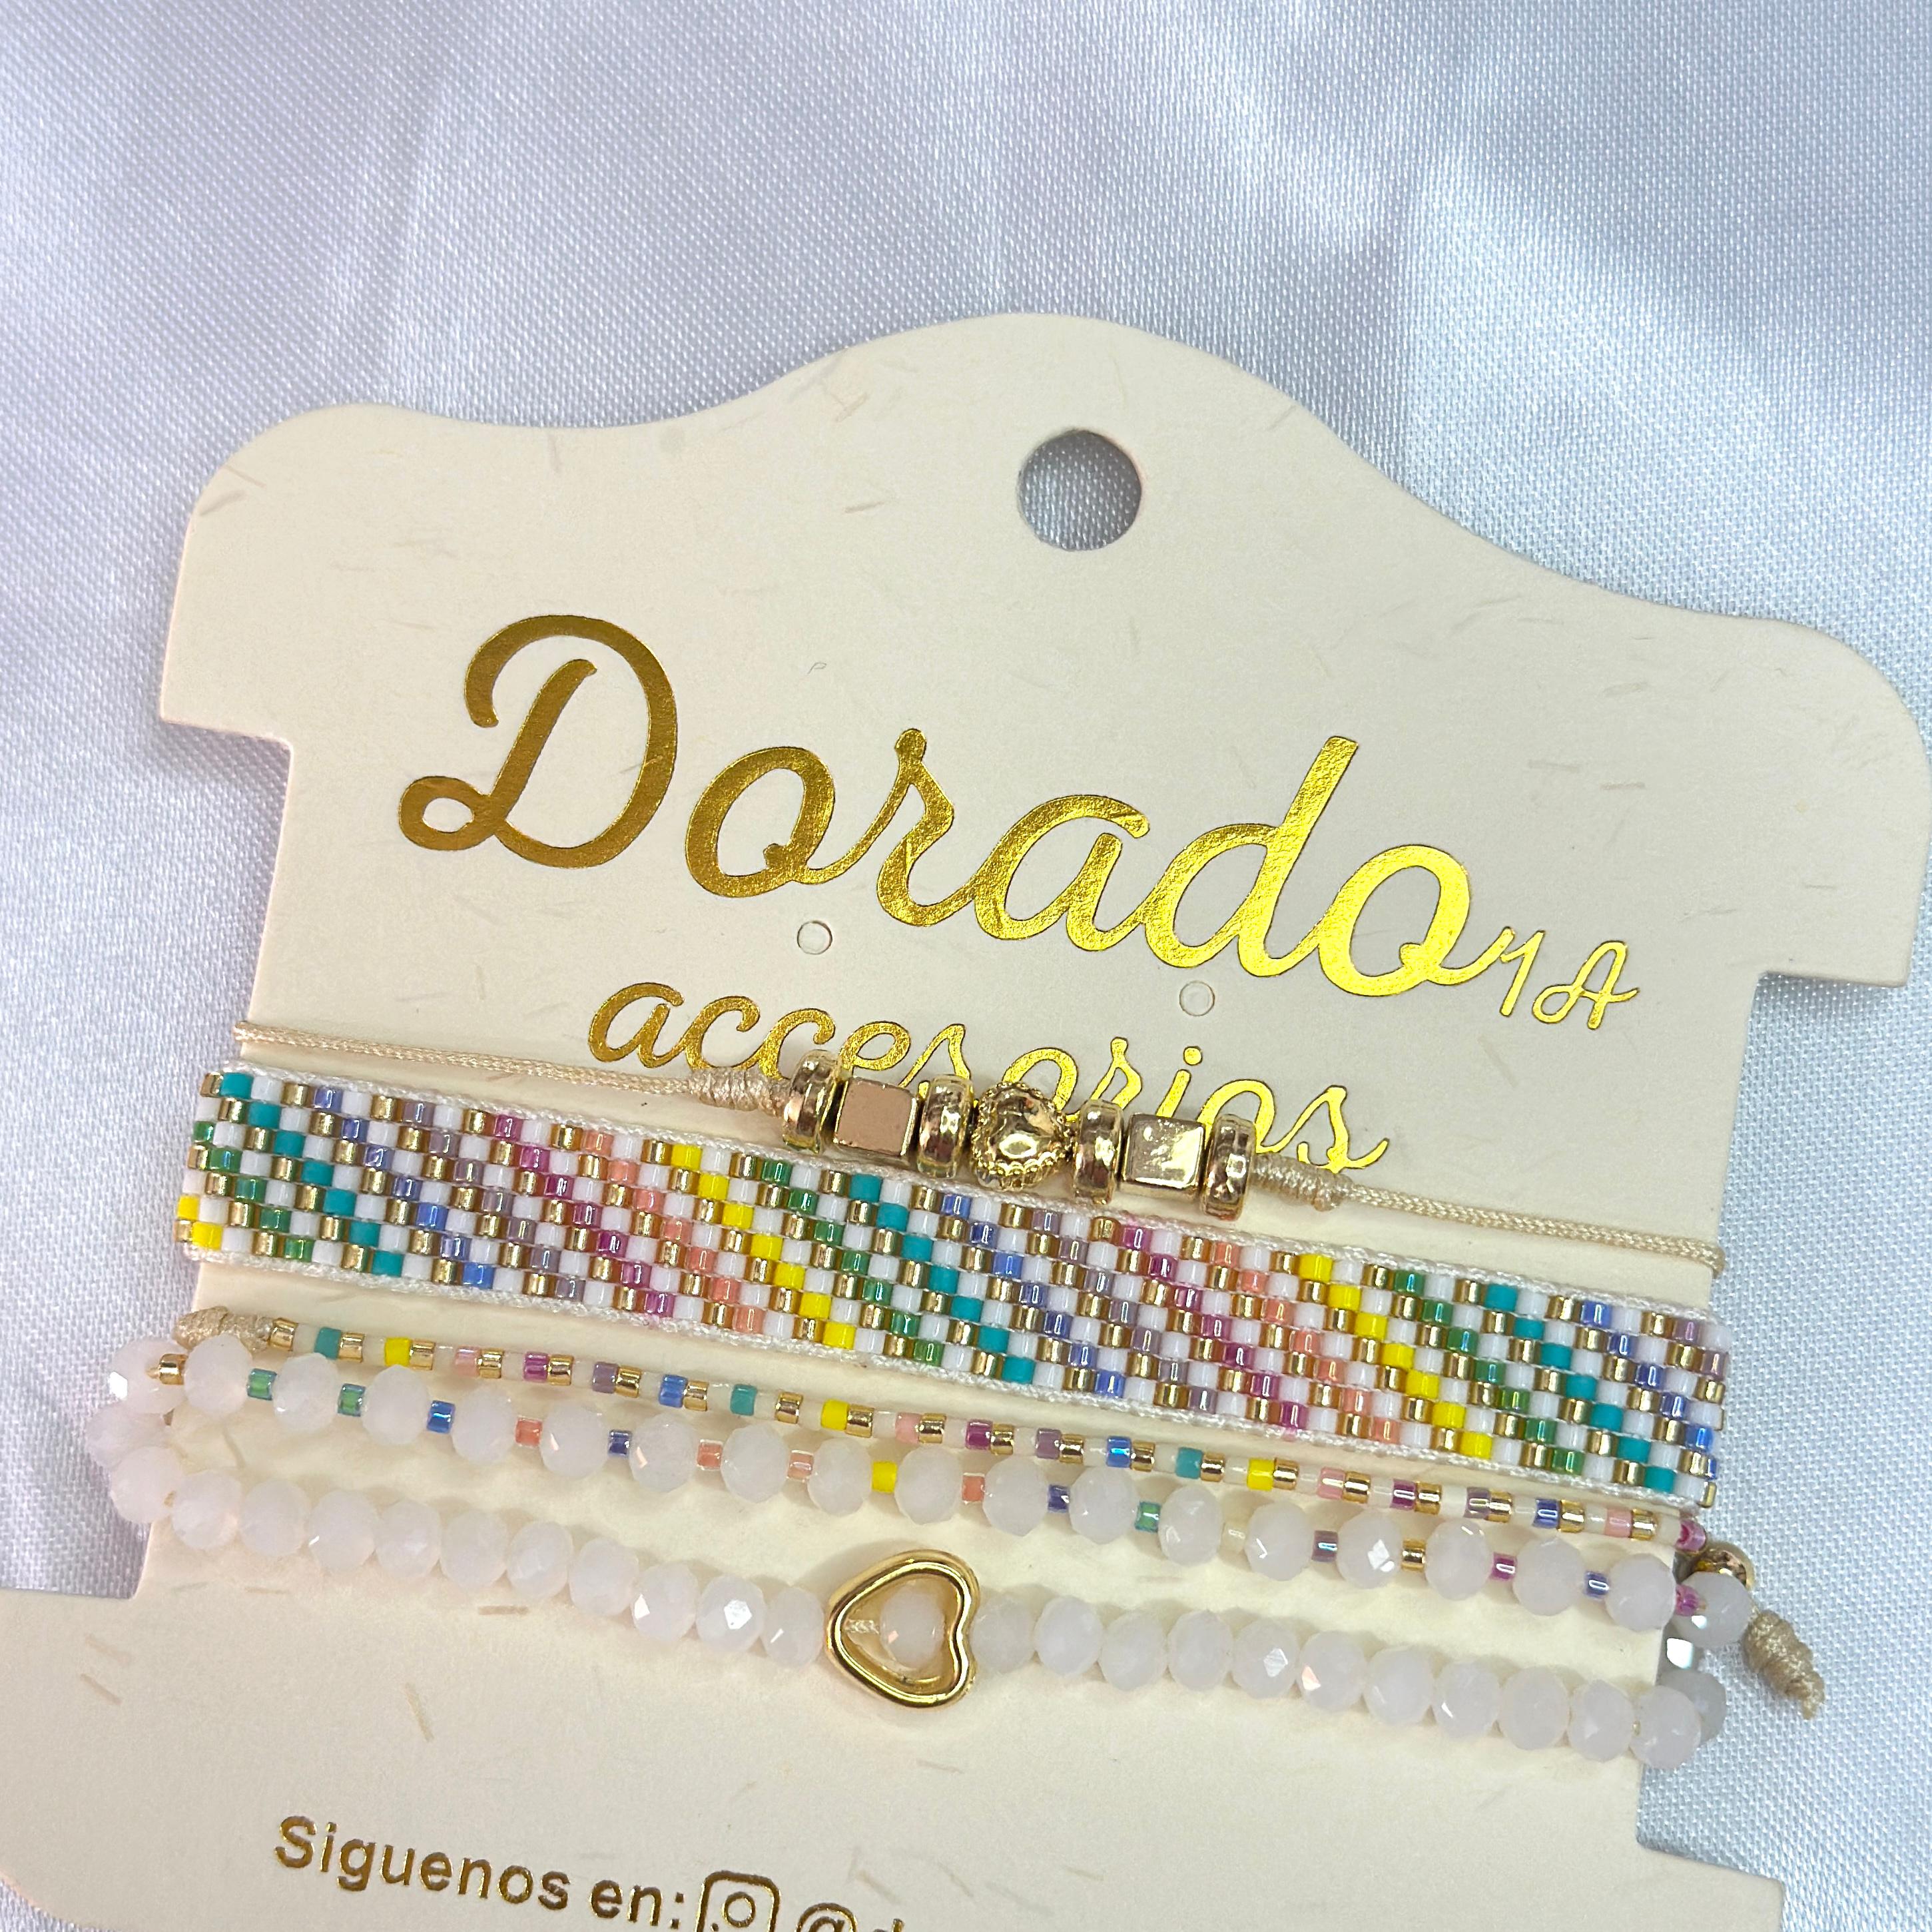 Dorado 1A
accesorios
Siguenos en: @d